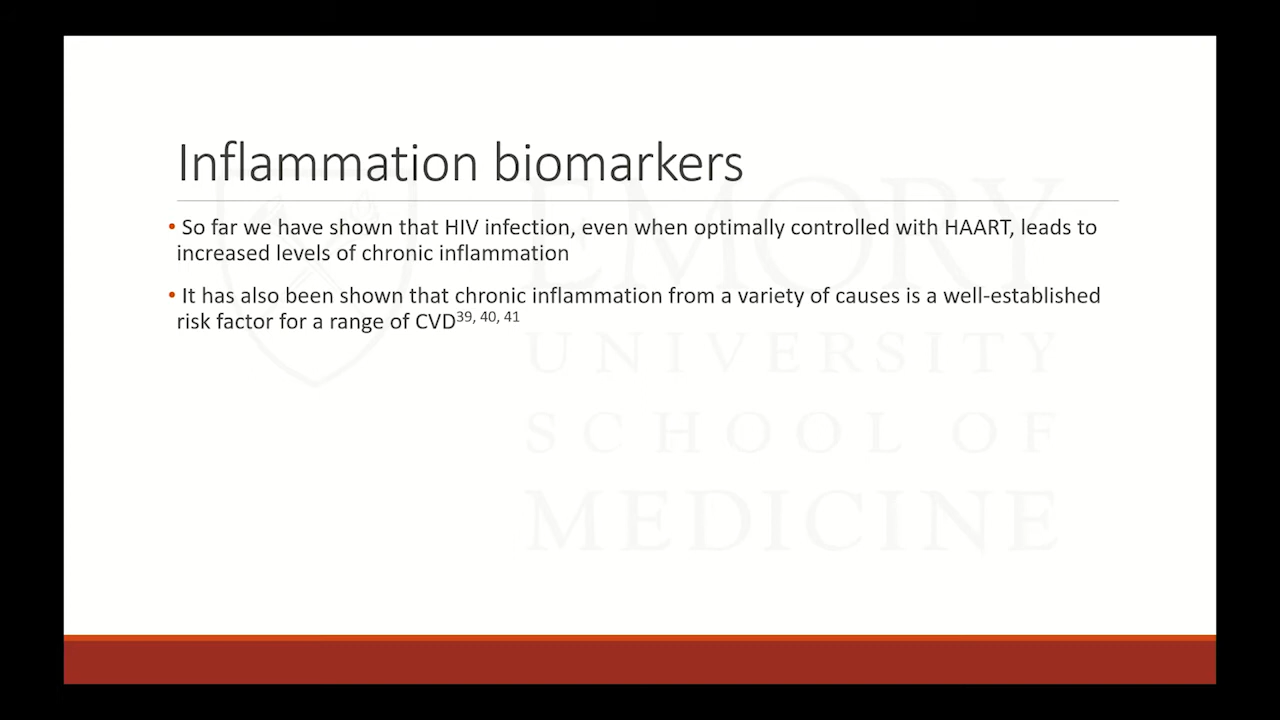 Inflammation biomarkers
• So far we have shown that HIV infection, even when optimally controlled with HAART, leads to
increased levels of chronic inflammation
• It has also been shown that chronic inflammation from a variety of causes is a well-established
risk factor for a range of CVD39, 40, 41
EMORY
UNIVERSITY
SCHOOL OF
MEDICINE